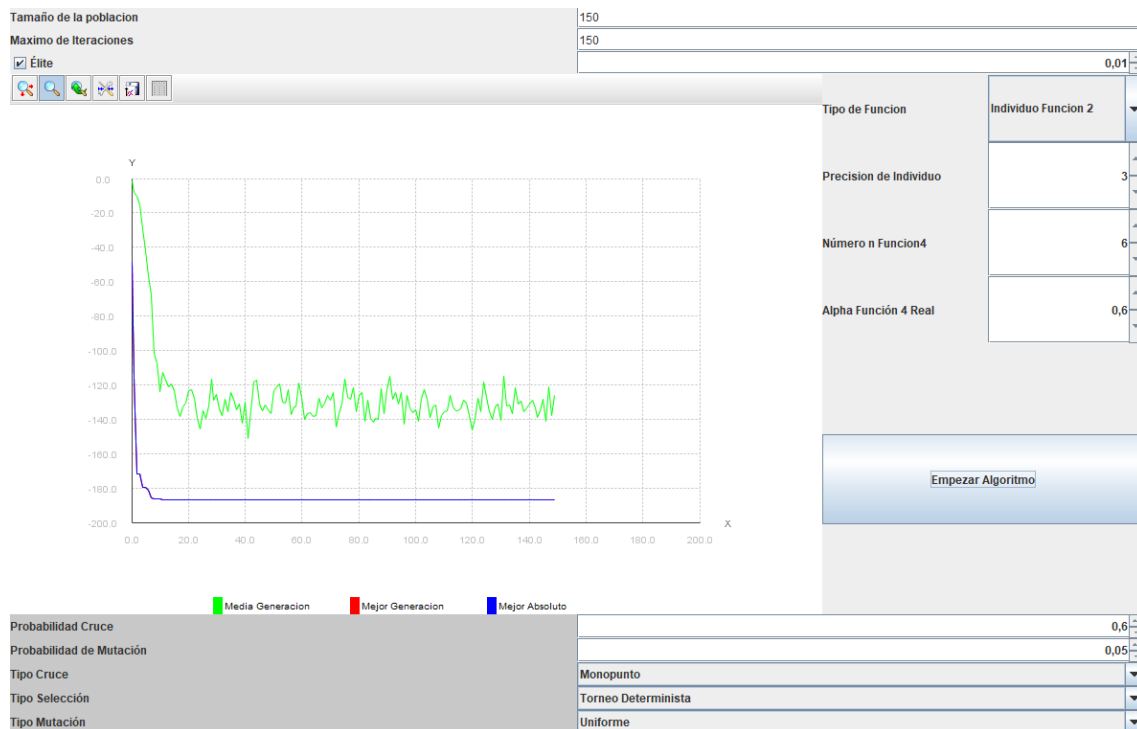 Tamaño de la poblacion 150
Maximo de Iteraciones 150
Élite 0,01
Tipo de Funcion Individuo Funcion 2
Precision de Individuo 3
Número n Funcion4 6
Alpha Función 4 Real 0,6
Empezar Algoritmo
Y
0.0
-20.0
-40.0
-60.0
-80.0
-100.0
-120.0
-140.0
-160.0
-180.0
-200.0
X
0.0 20.0 40.0 60.0 80.0 100.0 120.0 140.0 160.0 180.0 200.0
Media Generacion Mejor Generacion Mejor Absoluto
Probabilidad Cruce 0,6
Probabilidad de Mutación 0,05
Tipo Cruce Monopunto
Tipo Selección Torneo Determinista
Tipo Mutación Uniforme